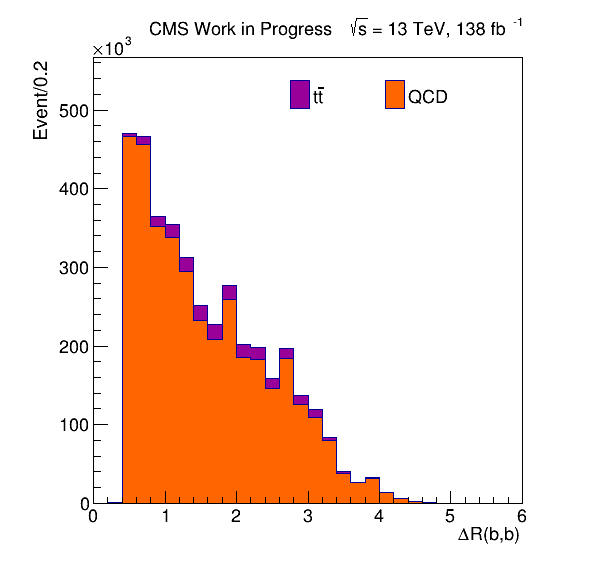 CMS Work in Progress √s = 13 TeV, 138 fb⁻¹
×10³
Event/0.2
tt̄ QCD
500
400
300
200
100
0
0 1 2 3 4 5 6
ΔR(b,b)